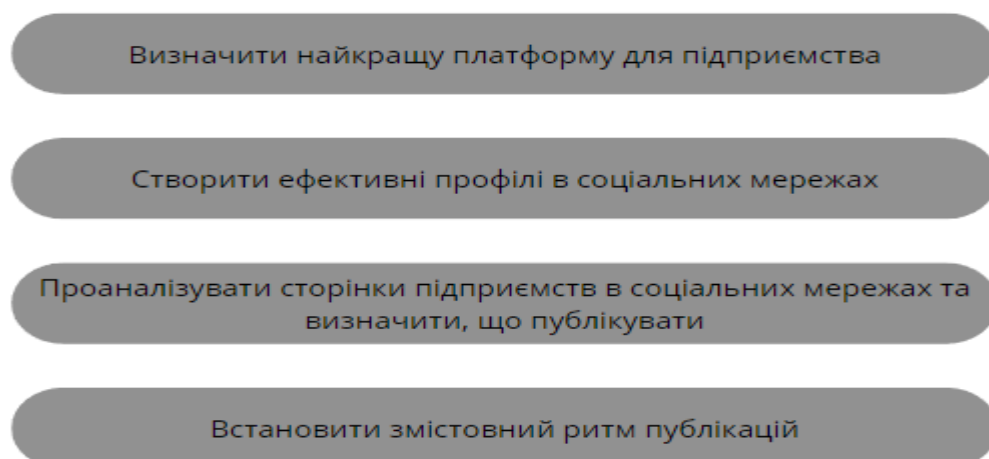 Визначити найкращу платформу для підприємства
Створити ефективні профілі в соціальних мережах
Проаналізувати сторінки підприємств в соціальних мережах та
визначити, що публікувати
Встановити змістовний ритм публікацій